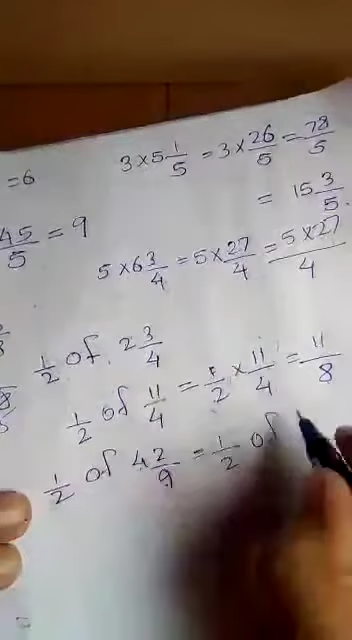 = 6
3 × 5 1/5 = 3 × 26/5 = 78/5
= 15 3/5.
45/5 = 9
5 × 6 3/4 = 5 × 27/4 = 5 × 27/4
1/2 of 2 3/4
1/2 of 11/4 = 1/2 × 11/4 = 11/8
1/2 of 4 2/9 = 1/2 of